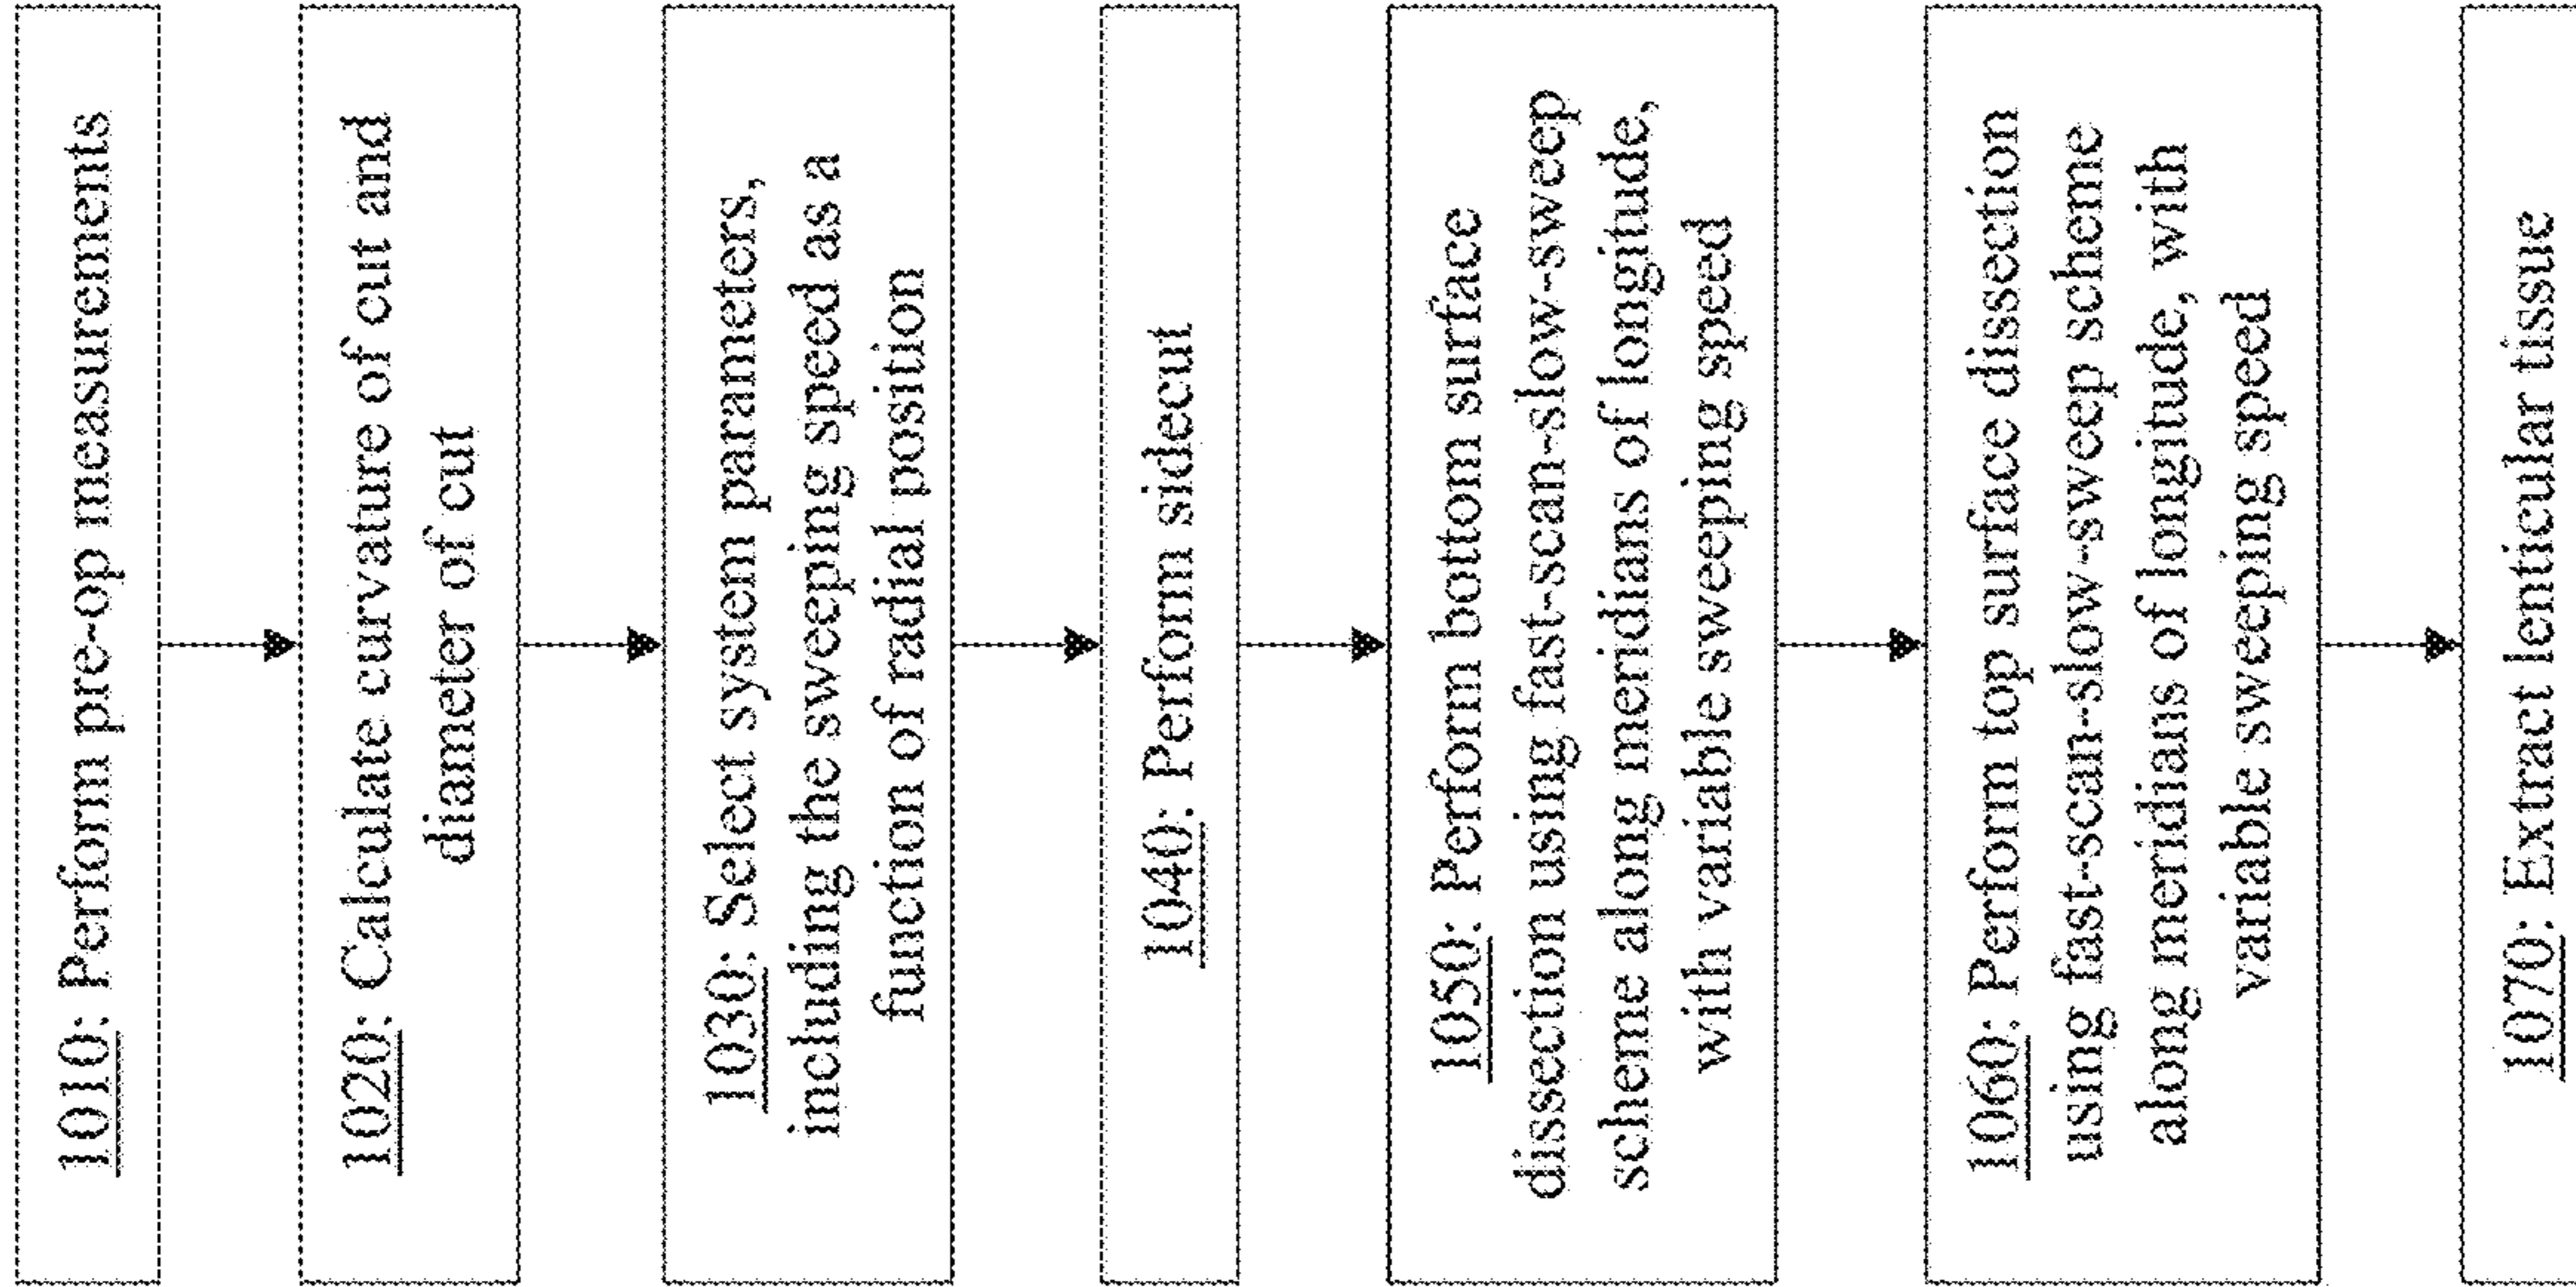 1010: Perform pre-op measurements
1020: Calculate curvature of cut and
diameter of cut
1030: Select system parameters,
including the sweeping speed as a
function of radial position
1040: Perform sidecut
1050: Perform bottom surface
dissection using fast-scan-slow-sweep
scheme along meridians of longitude,
with variable sweeping speed
1060: Perform top surface dissection
using fast-scan-slow-sweep scheme
along meridians of longitude, with
variable sweeping speed
1070: Extract lenticular tissue